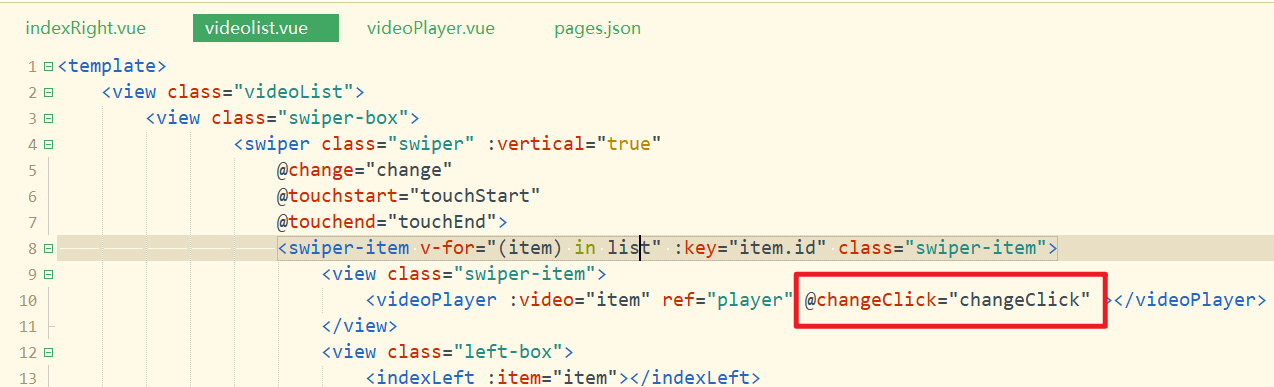 indexRight.vue videolist.vue videoPlayer.vue pages.json
1 <template>
2 <view class="videoList">
3 <view class="swiper-box">
4 <swiper class="swiper" :vertical="true"
5 @change="change"
6 @touchstart="touchStart"
7 @touchend="touchEnd">
8 <swiper-item v-for="(item) in list" :key="item.id" class="swiper-item">
9 <view class="swiper-item">
10 <videoPlayer :video="item" ref="player" @changeClick="changeClick" ></videoPlayer>
11 </view>
12 <view class="left-box">
13 <indexLeft :item="item"></indexLeft>